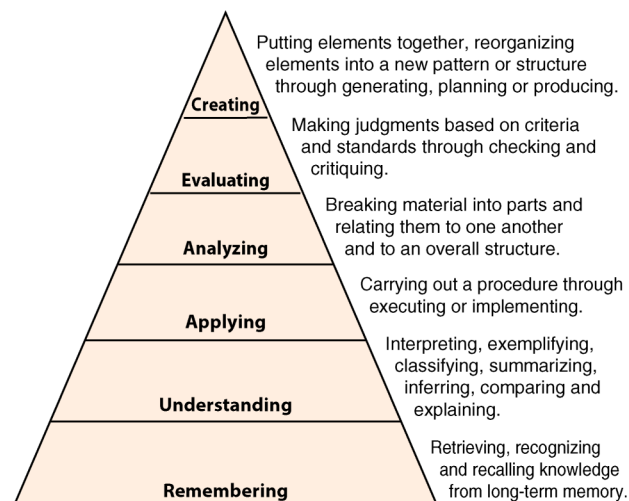 Putting elements together, reorganizing
elements into a new pattern or structure
through generating, planning or producing.
Creating
Making judgments based on criteria
and standards through checking and
critiquing.
Evaluating
Breaking material into parts and
relating them to one another
and to an overall structure.
Analyzing
Carrying out a procedure through
executing or implementing.
Applying
Interpreting, exemplifying,
classifying, summarizing,
inferring, comparing and
explaining.
Understanding
Retrieving, recognizing
and recalling knowledge
from long-term memory.
Remembering